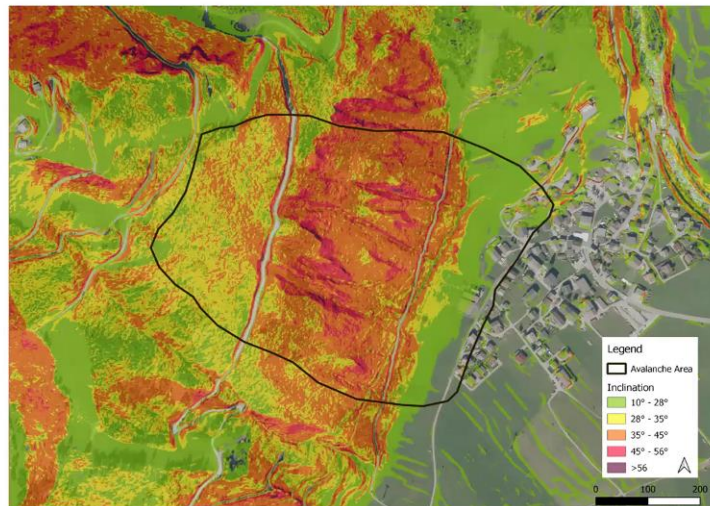 Legend
Avalanche Area
Inclination
10° - 28°
28° - 35°
35° - 45°
45° - 56°
>56
0 100 200